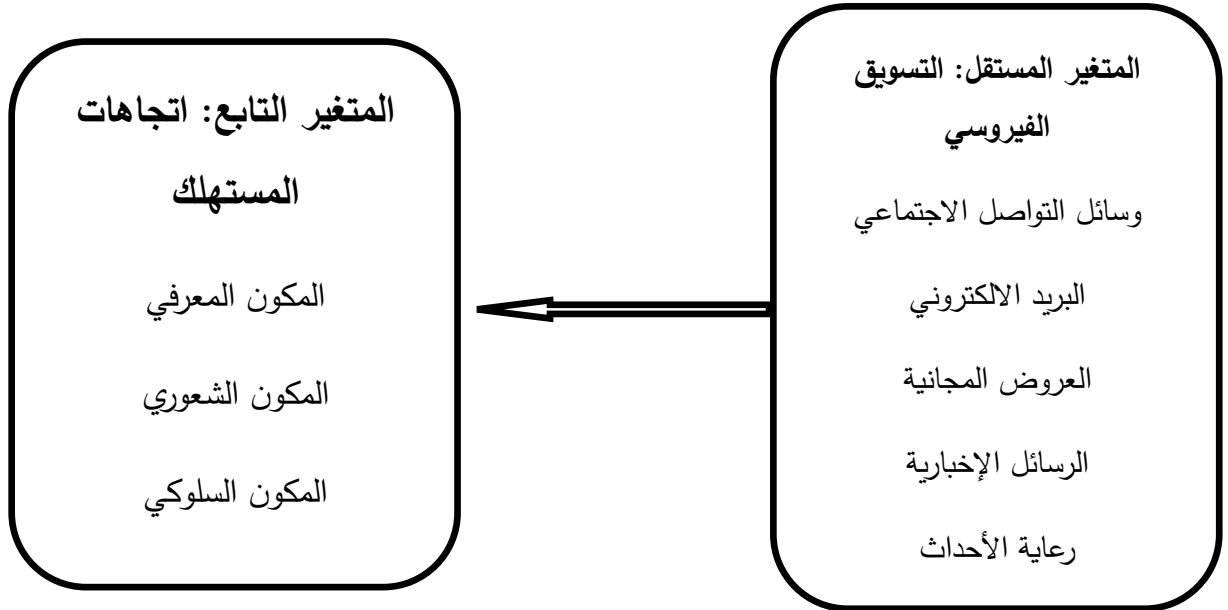 المتغير المستقل: التسويق
الفيروسي
وسائل التواصل الاجتماعي
البريد الالكتروني
العروض المجانية
الرسائل الإخبارية
رعاية الأحداث
المتغير التابع: اتجاهات
المستهلك
المكون المعرفي
المكون الشعوري
المكون السلوكي